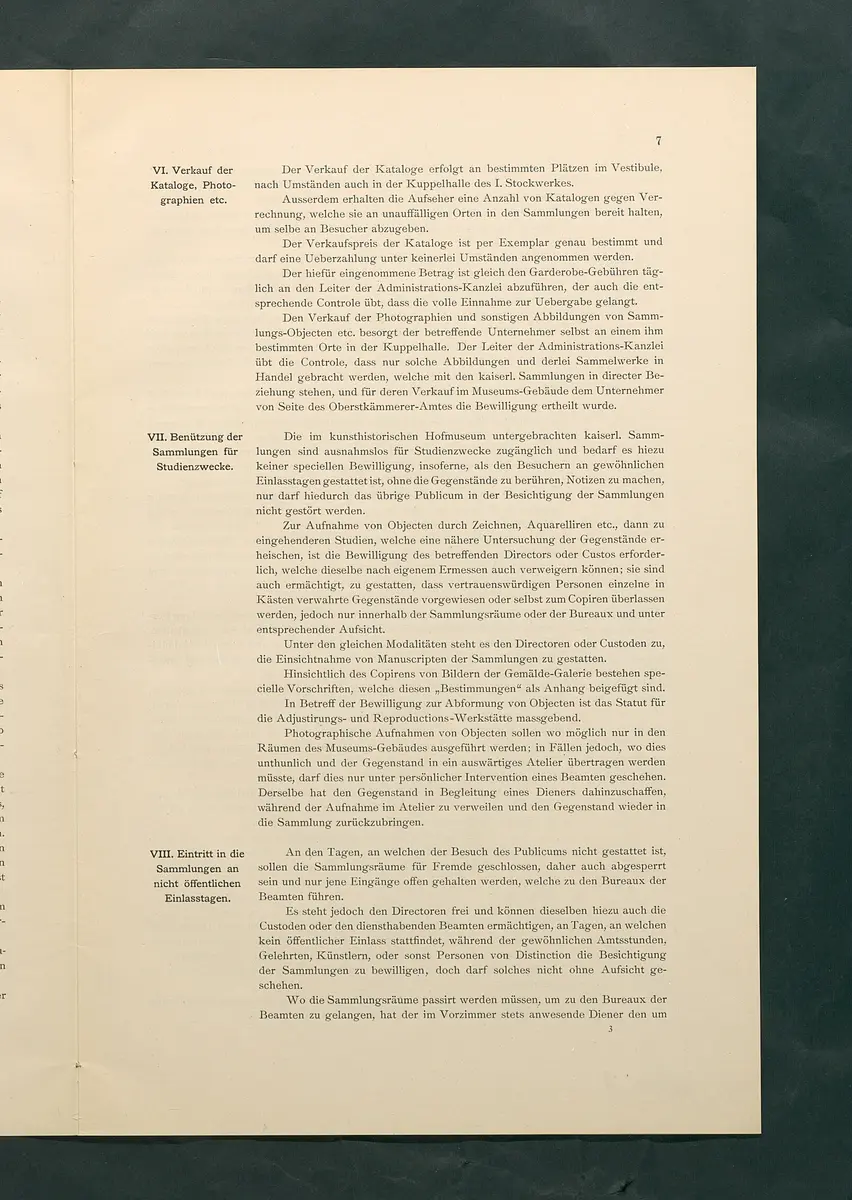 7
VI. Verkauf der
Kataloge, Photo-
graphien etc.
Der Verkauf der Kataloge erfolgt an bestimmten Plätzen im Vestibule,
nach Umständen auch in der Kuppelhalle des I. Stockwerkes.
Ausserdem erhalten die Aufseher eine Anzahl von Katalogen gegen Ver-
rechnung, welche sie an unauffälligen Orten in den Sammlungen bereit halten,
um selbe an Besucher abzugeben.
Der Verkaufspreis der Kataloge ist per Exemplar genau bestimmt und
darf eine Ueberzahlung unter keinerlei Umständen angenommen werden.
Der hiefür eingenommene Betrag ist gleich den Garderobe-Gebühren täg-
lich an den Leiter der Administrations-Kanzlei abzuführen, der auch die ent-
sprechende Controle übt, dass die volle Einnahme zur Uebergabe gelangt.
Den Verkauf der Photographien und sonstigen Abbildungen von Samm-
lungs-Objecten etc. besorgt der betreffende Unternehmer selbst an einem ihm
bestimmten Orte in der Kuppelhalle. Der Leiter der Administrations-Kanzlei
übt die Controle, dass nur solche Abbildungen und derlei Sammelwerke in
Handel gebracht werden, welche mit den kaiserl. Sammlungen in directer Be-
ziehung stehen, und für deren Verkauf im Museums-Gebäude dem Unternehmer
von Seite des Oberstkämmerer-Amtes die Bewilligung ertheilt wurde.
VII. Benützung der
Sammlungen für
Studienzwecke.
Die im kunsthistorischen Hofmuseum untergebrachten kaiserl. Samm-
lungen sind ausnahmslos für Studienzwecke zugänglich und bedarf es hiezu
keiner speciellen Bewilligung, insoferne, als den Besuchern an gewöhnlichen
Einlasstagen gestattet ist, ohne die Gegenstände zu berühren, Notizen zu machen,
nur darf hiedurch das übrige Publicum in der Besichtigung der Sammlungen
nicht gestört werden.
Zur Aufnahme von Objecten durch Zeichnen, Aquarelliren etc., dann zu
eingehenderen Studien, welche eine nähere Untersuchung der Gegenstände er-
heischen, ist die Bewilligung des betreffenden Directors oder Custos erforder-
lich, welche dieselbe nach eigenem Ermessen auch verweigern können; sie sind
auch ermächtigt, zu gestatten, dass vertrauenswürdigen Personen einzelne in
Kästen verwahrte Gegenstände vorgewiesen oder selbst zum Copiren überlassen
werden, jedoch nur innerhalb der Sammlungsräume oder der Bureaux und unter
entsprechender Aufsicht.
Unter den gleichen Modalitäten steht es den Directoren oder Custoden zu,
die Einsichtnahme von Manuscripten der Sammlungen zu gestatten.
Hinsichtlich des Copirens von Bildern der Gemälde-Galerie bestehen spe-
cielle Vorschriften, welche diesen „Bestimmungen“ als Anhang beigefügt sind.
In Betreff der Bewilligung zur Abformung von Objecten ist das Statut für
die Adjustirungs- und Reproductions-Werkstätte massgebend.
Photographische Aufnahmen von Objecten sollen wo möglich nur in den
Räumen des Museums-Gebäudes ausgeführt werden; in Fällen jedoch, wo dies
unthunlich und der Gegenstand in ein auswärtiges Atelier übertragen werden
müsste, darf dies nur unter persönlicher Intervention eines Beamten geschehen.
Derselbe hat den Gegenstand in Begleitung eines Dieners dahinzuschaffen,
während der Aufnahme im Atelier zu verweilen und den Gegenstand wieder in
die Sammlung zurückzubringen.
VIII. Eintritt in die
Sammlungen an
nicht öffentlichen
Einlasstagen.
An den Tagen, an welchen der Besuch des Publicums nicht gestattet ist,
sollen die Sammlungsräume für Fremde geschlossen, daher auch abgesperrt
sein und nur jene Eingänge offen gehalten werden, welche zu den Bureaux der
Beamten führen.
Es steht jedoch den Directoren frei und können dieselben hiezu auch die
Custoden oder den diensthabenden Beamten ermächtigen, an Tagen, an welchen
kein öffentlicher Einlass stattfindet, während der gewöhnlichen Amtsstunden,
Gelehrten, Künstlern, oder sonst Personen von Distinction die Besichtigung
der Sammlungen zu bewilligen, doch darf solches nicht ohne Aufsicht ge-
schehen.
Wo die Sammlungsräume passirt werden müssen, um zu den Bureaux der
Beamten zu gelangen, hat der im Vorzimmer stets anwesende Diener den um
3